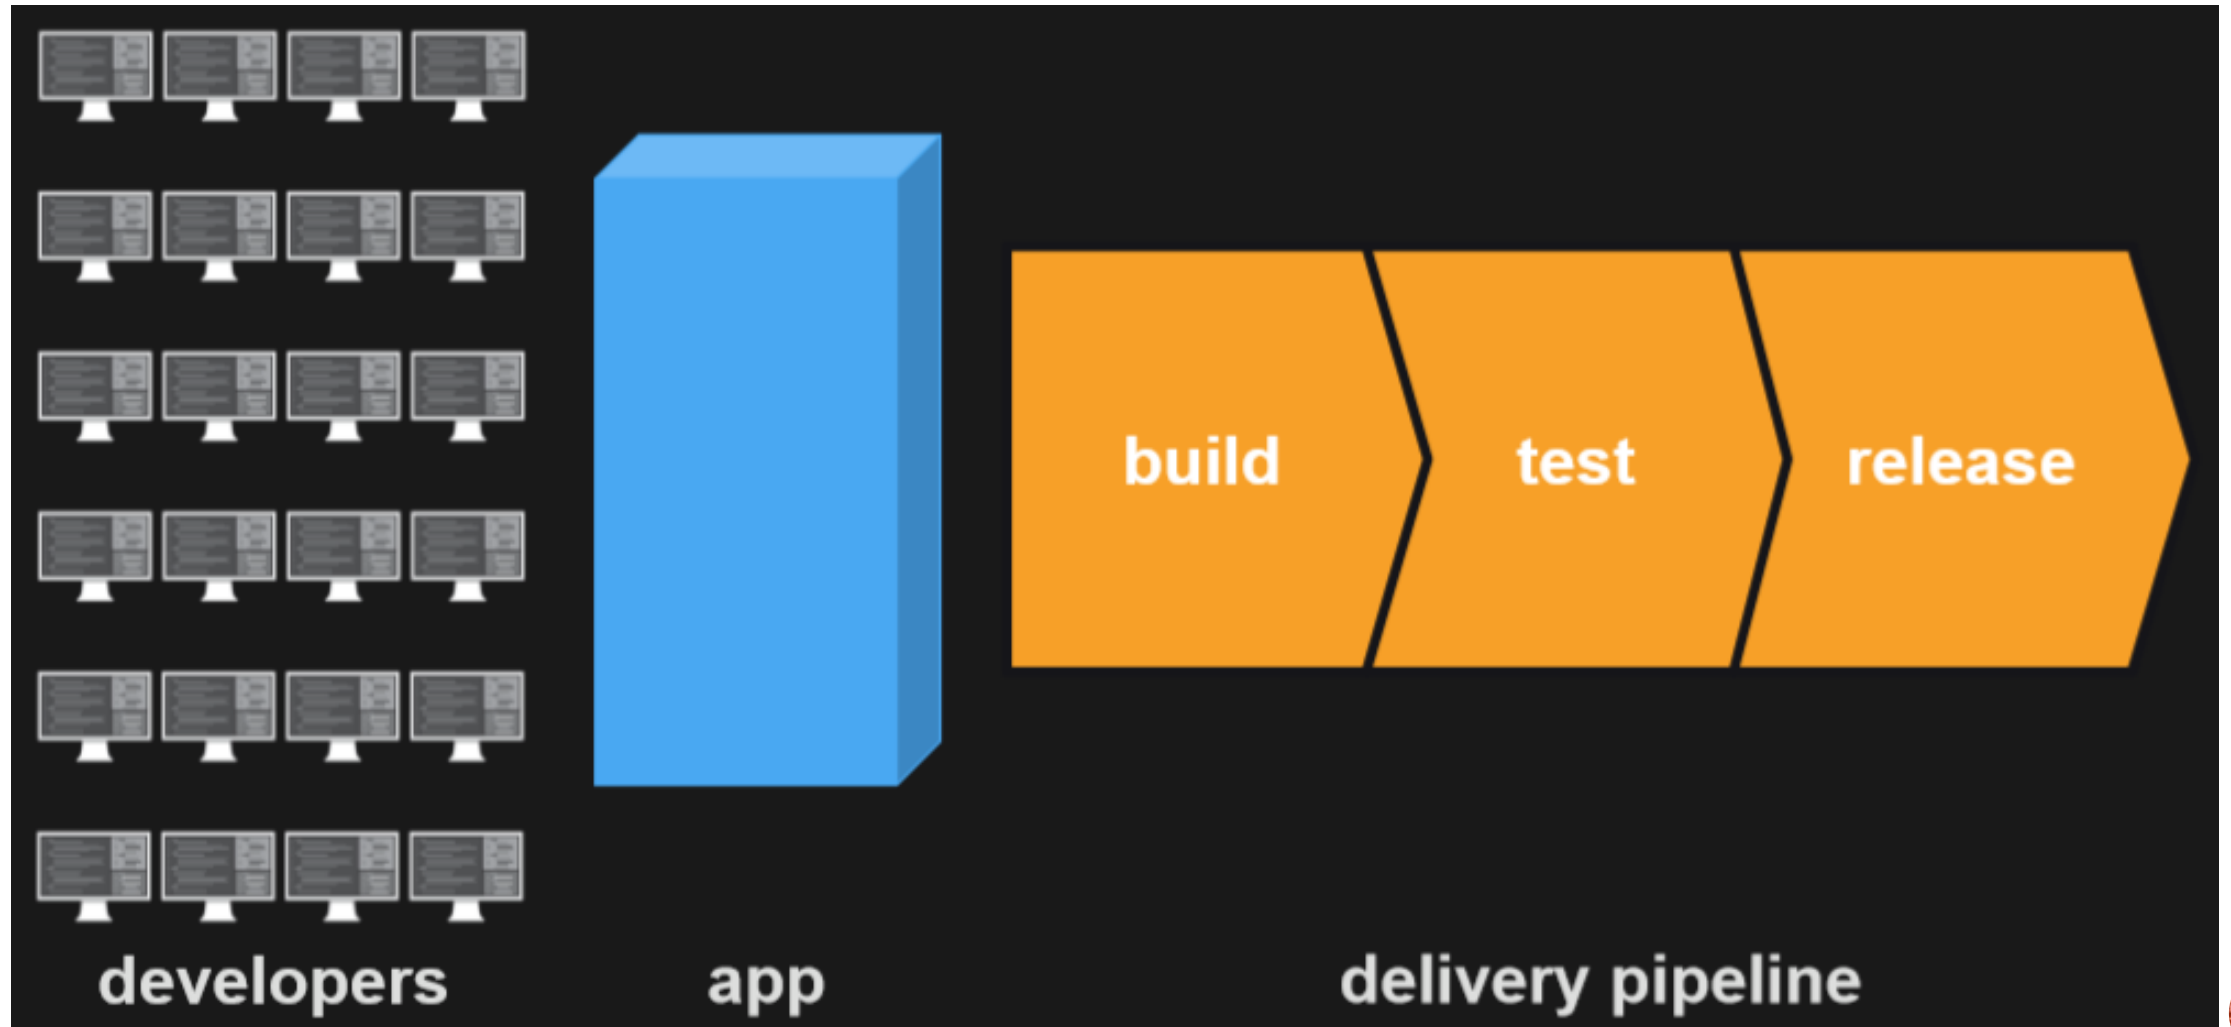 build
test
release
developers
app
delivery pipeline